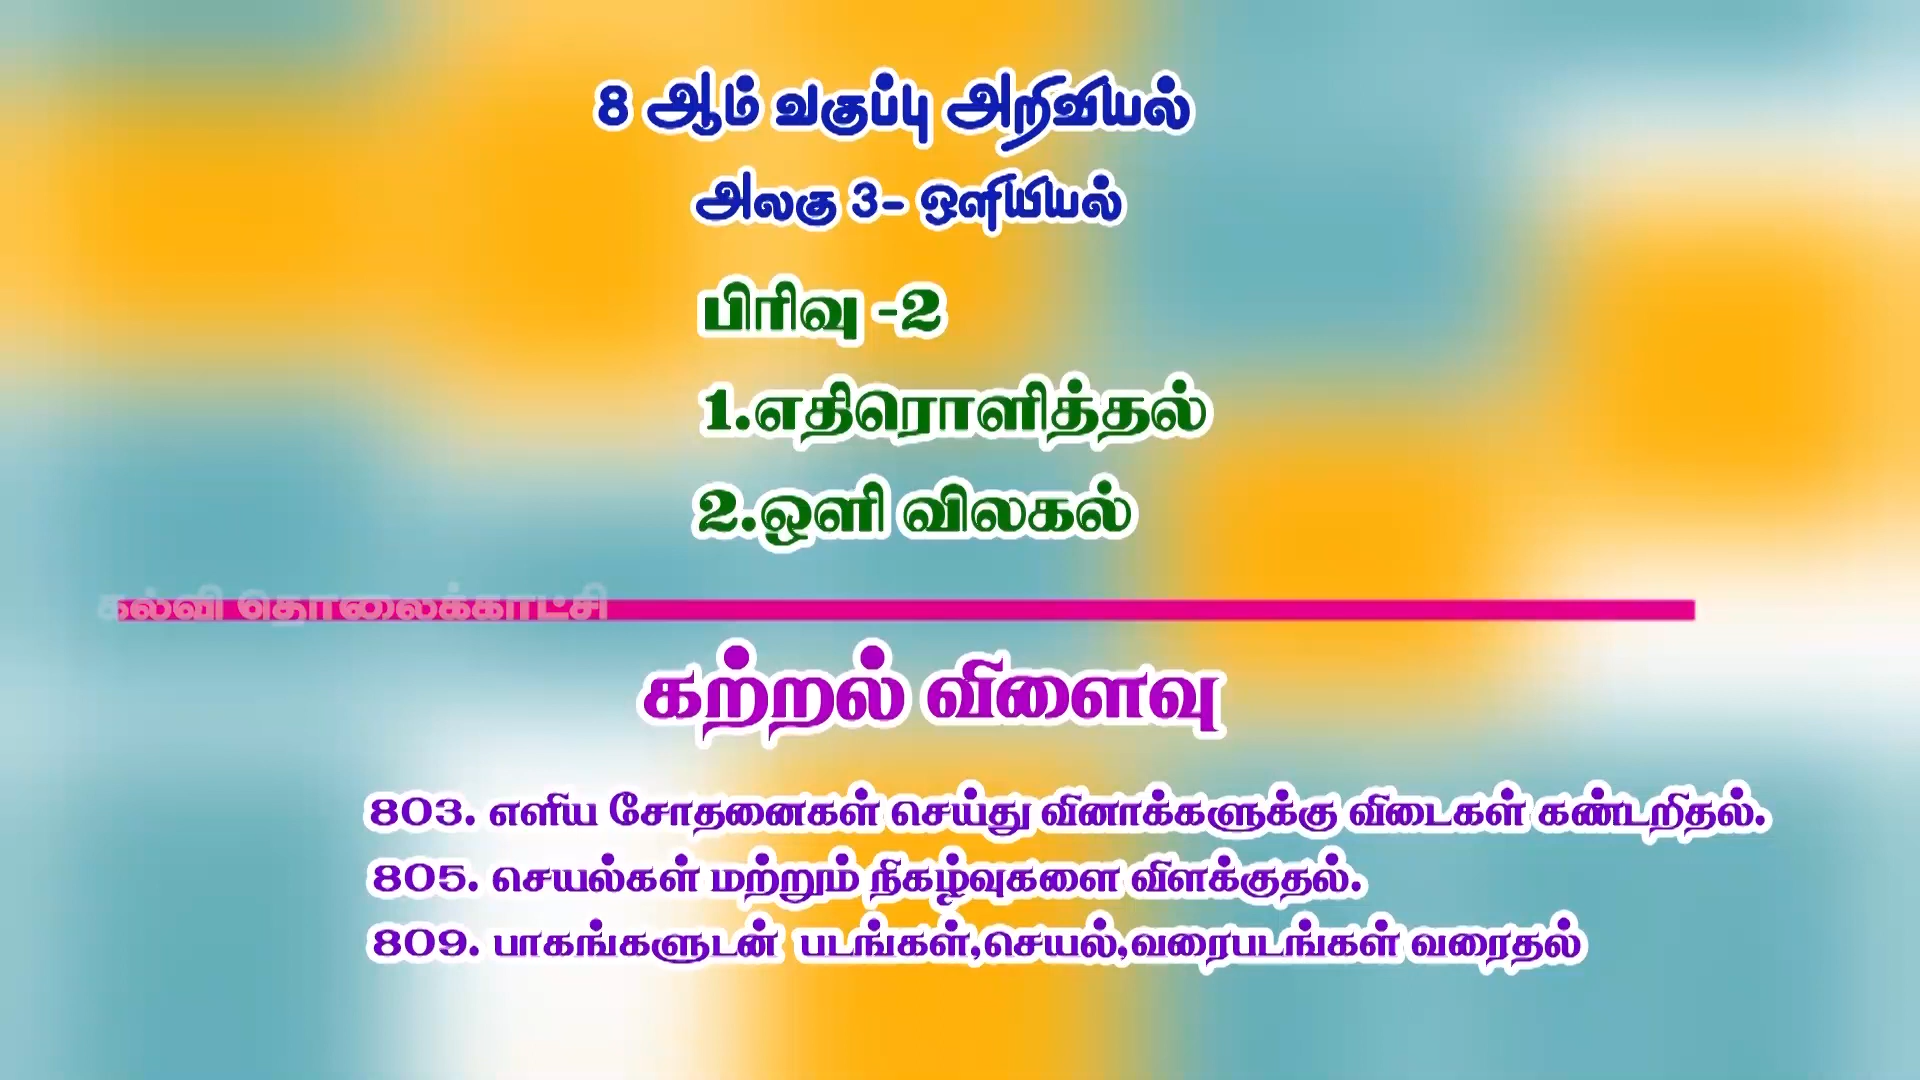 8 ஆம் வகுப்பு அறிவியல்
அலகு 3- ஒளியியல்
பிரிவு -2
1.எதிரொளித்தல்
2.ஒளி விலகல்
கல்வி தொலைக்காட்சி
கற்றல் விளைவு
803. எளிய சோதனைகள் செய்து வினாக்களுக்கு விடைகள் கண்டறிதல்.
805. செயல்கள் மற்றும் நிகழ்வுகளை விளக்குதல்.
809. பாகங்களுடன் படங்கள்,செயல்,வரைபடங்கள் வரைதல்